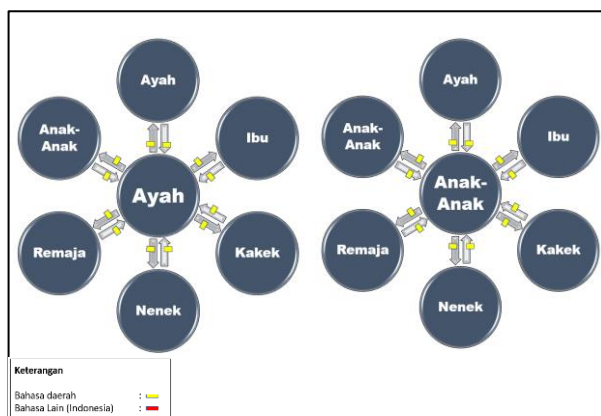 Ayah
Anak-
Anak
Ibu
Ayah
Remaja
Kakek
Nenek
Ayah
Anak-
Anak
Ibu
Anak-
Anak
Remaja
Kakek
Nenek
Keterangan
Bahasa daerah :
Bahasa Lain (Indonesia) :